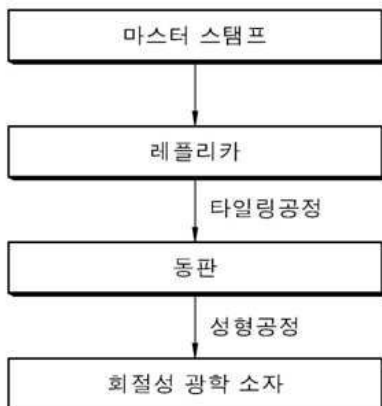 마스터 스탬프
레플리카
타일링공정
동판
성형공정
회절성 광학 소자